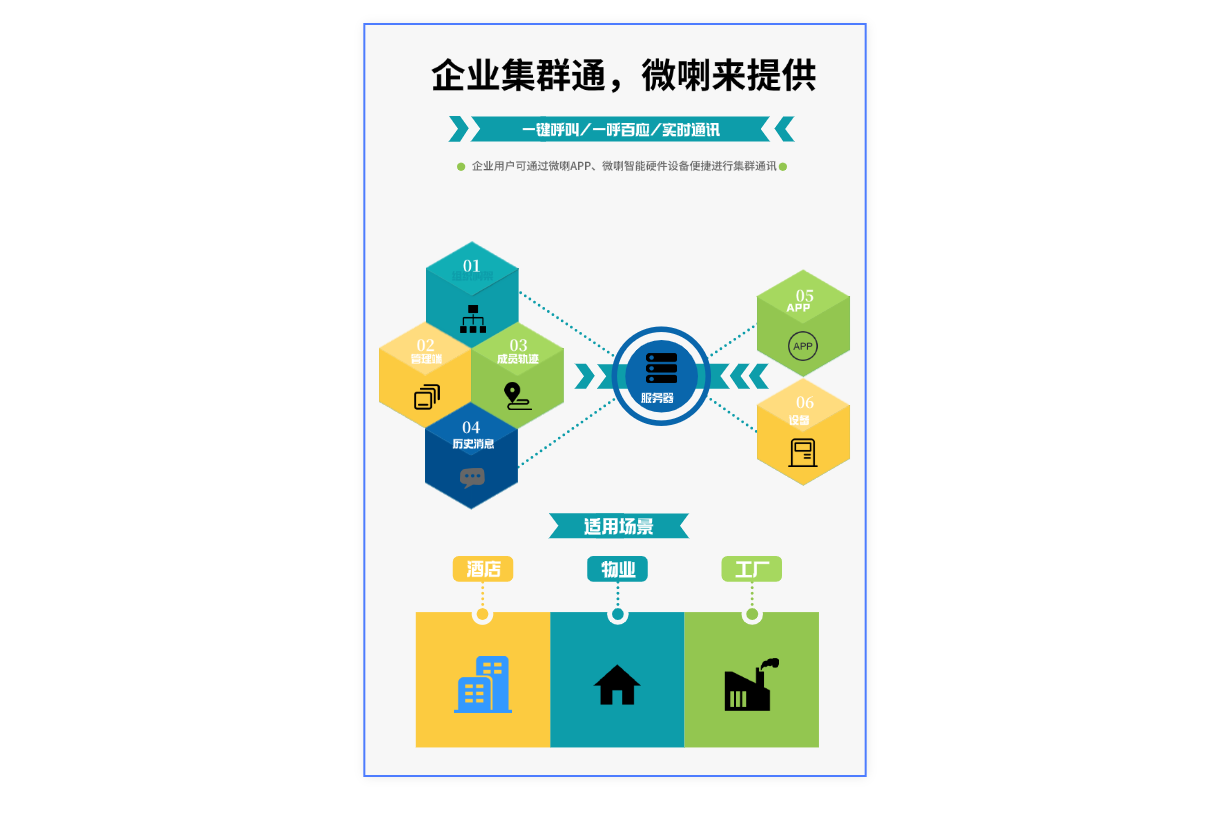 企业集群通，微喇来提供
一键呼叫/一呼百应/实时通讯
企业用户可通过微喇APP、微喇智能硬件设备便捷进行集群通讯
01
02
管理端
03
成员轨迹
04
历史消息
服务器
05
APP
APP
06
设备
适用场景
酒店
物业
工厂